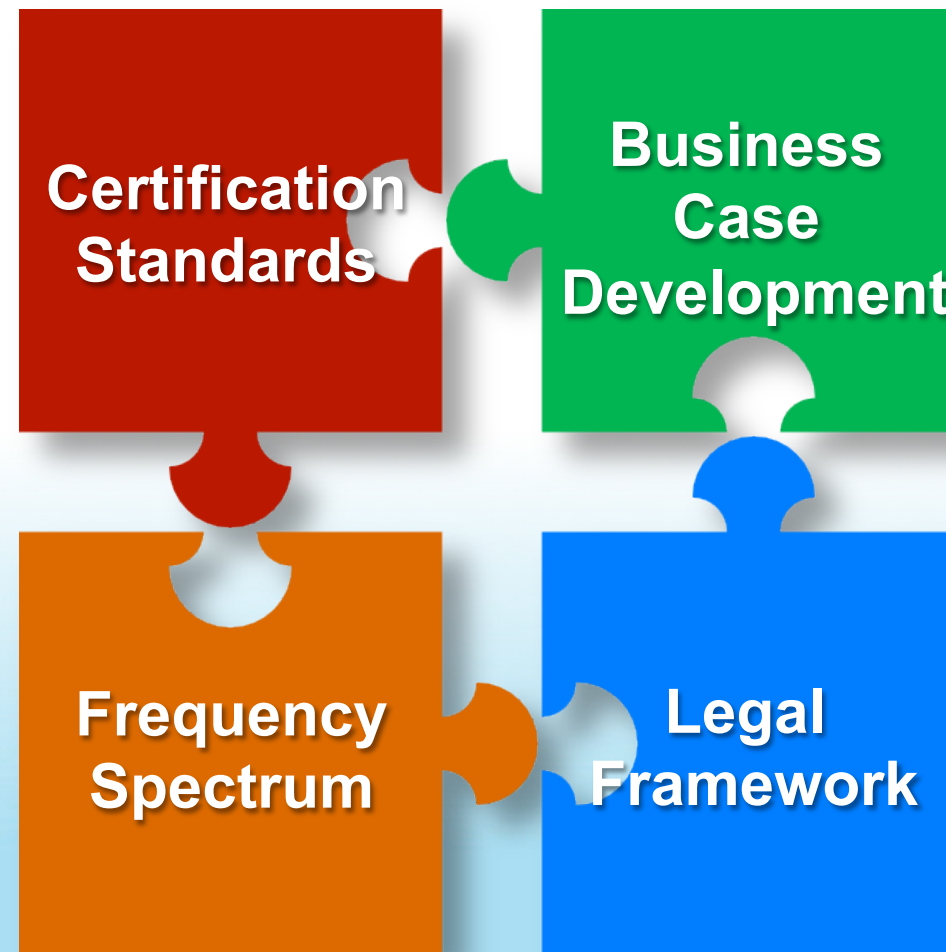 Certification
Standards
Business
Case
Development
Frequency
Spectrum
Legal
Framework